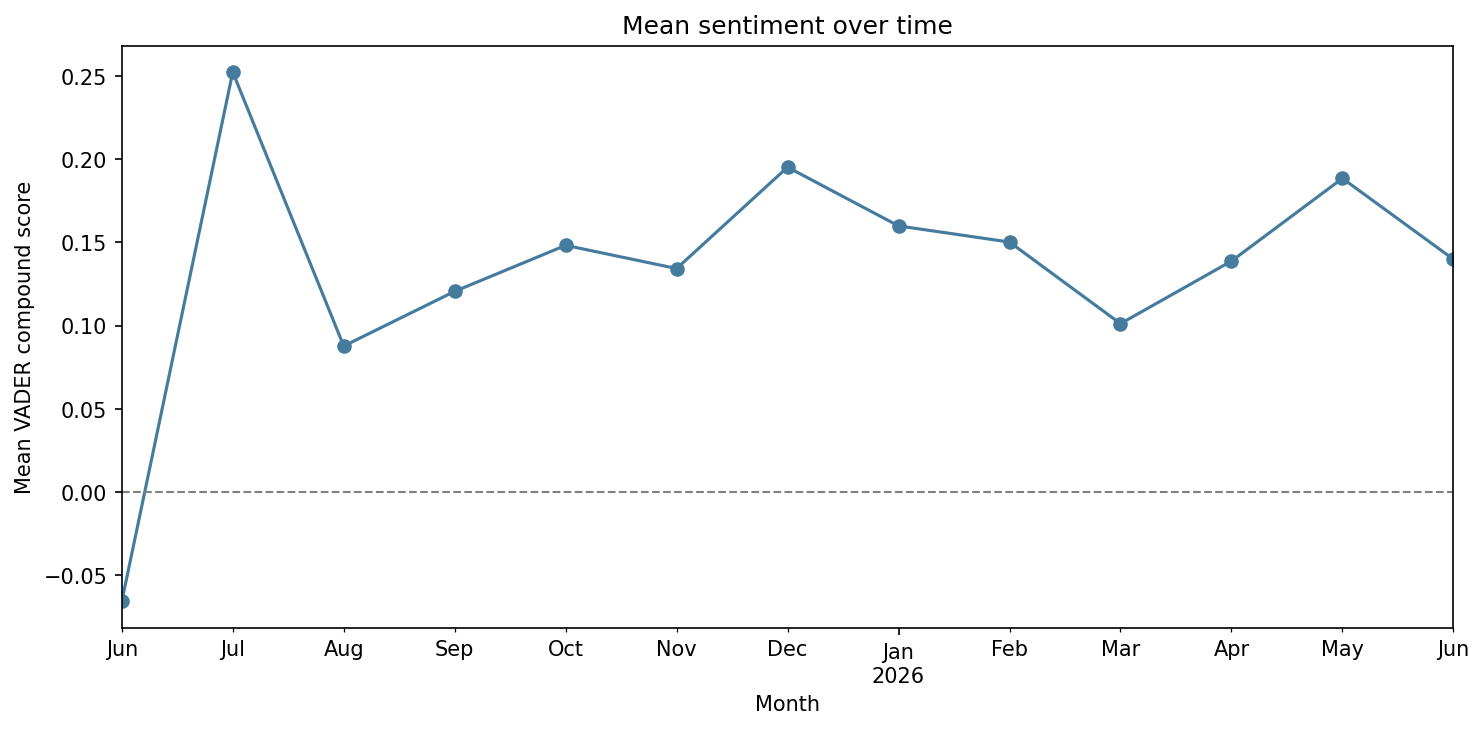 Mean sentiment over time
Mean VADER compound score
0.25
0.20
0.15
0.10
0.05
0.00
−0.05
Jun Jul Aug Sep Oct Nov Dec Jan Feb Mar Apr May Jun
2026
Month